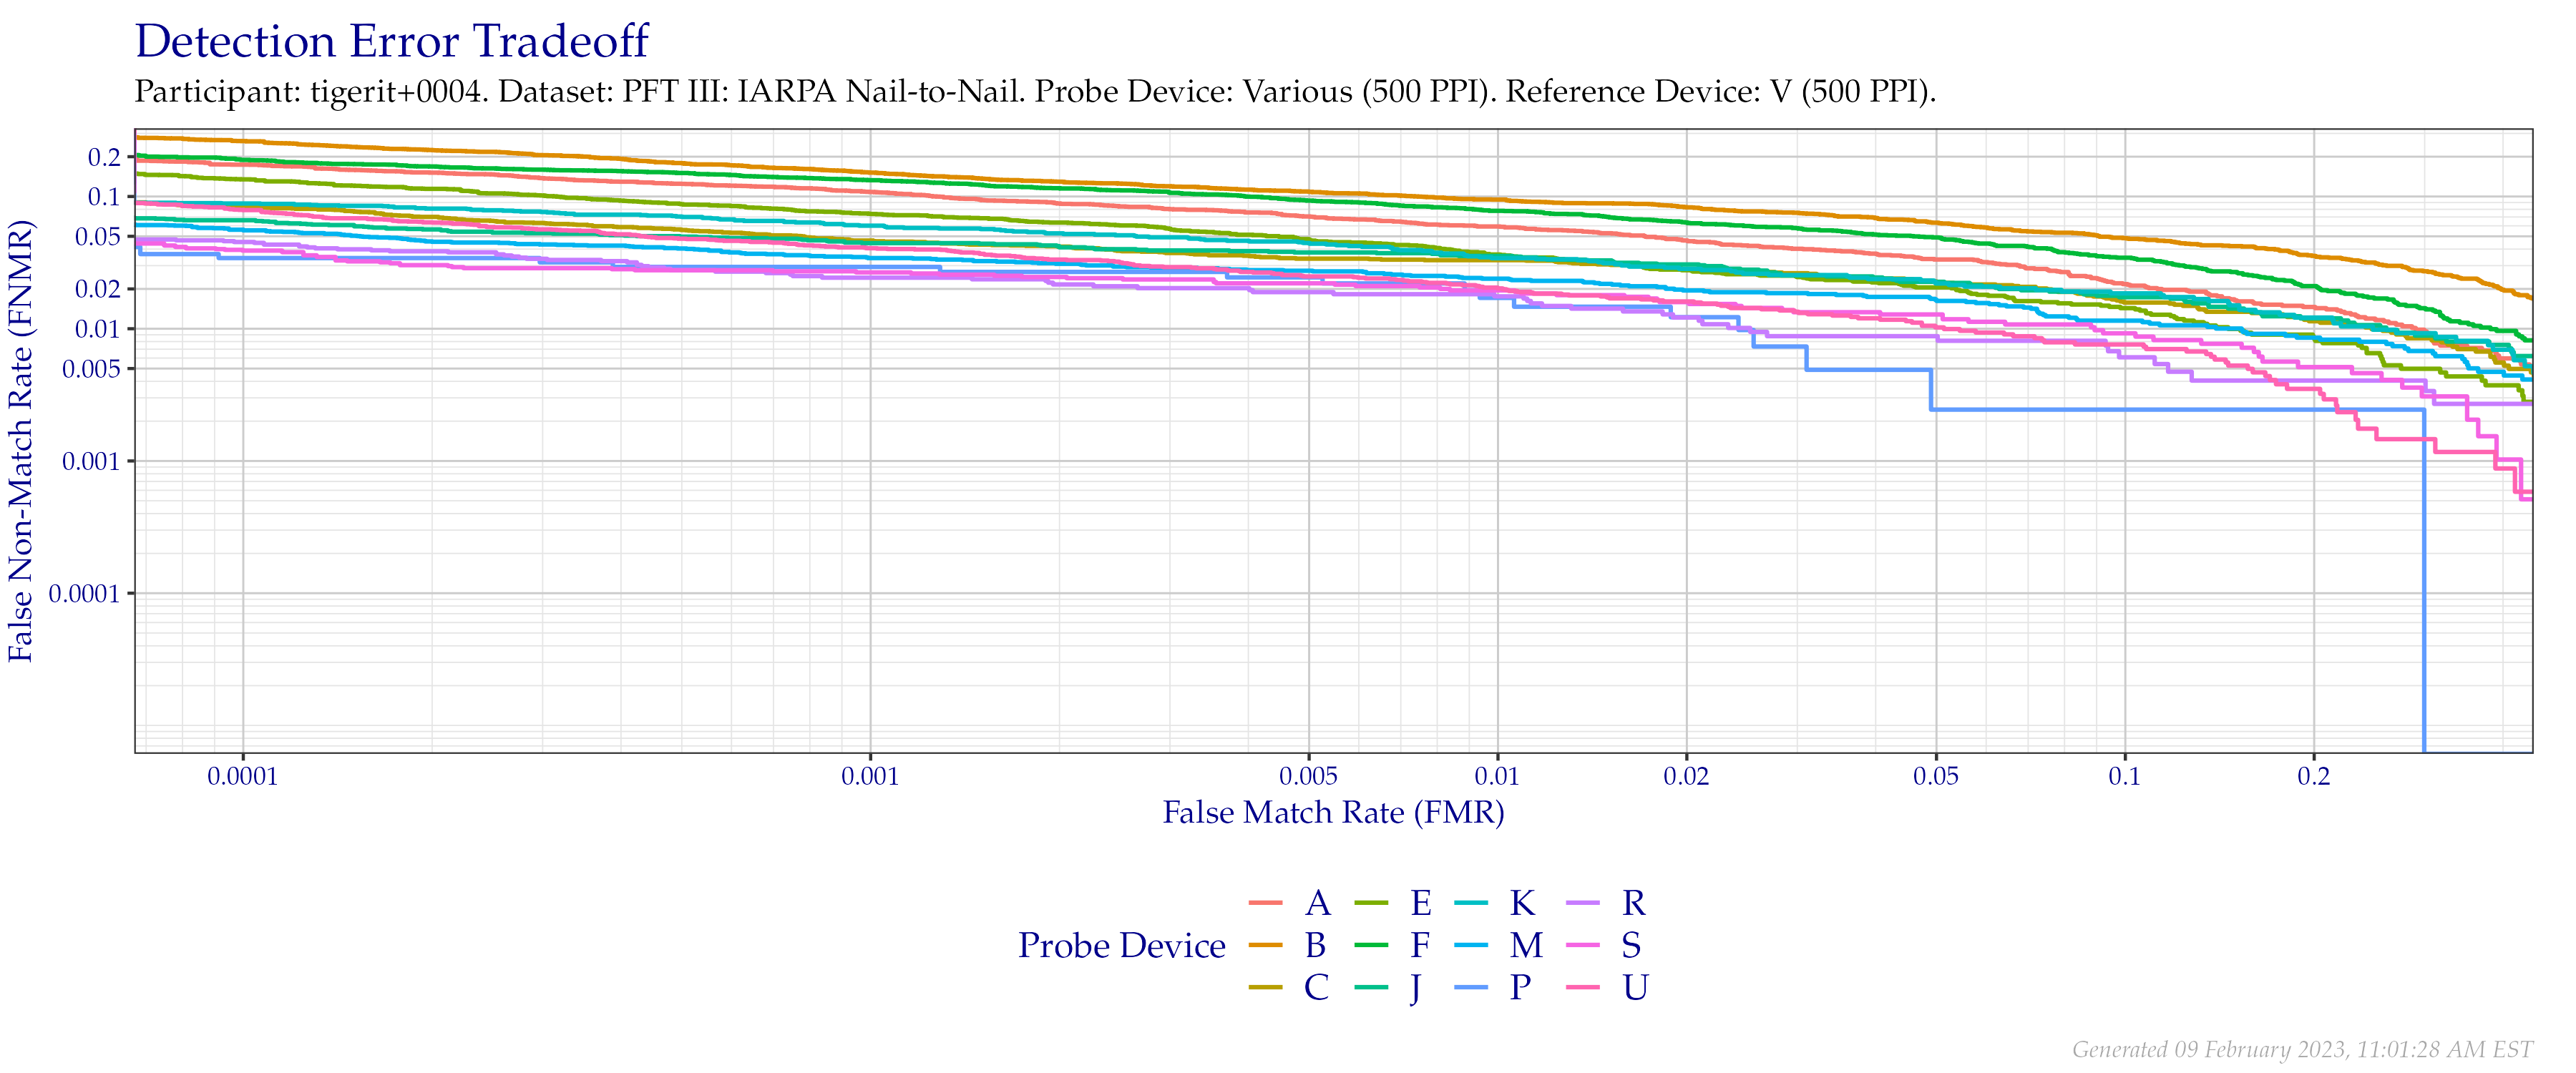 Detection Error Tradeoff
Participant: tigerit+0004. Dataset: PFT III: IARPA Nail-to-Nail. Probe Device: Various (500 PPI). Reference Device: V (500 PPI).
False Non-Match Rate (FNMR)
0.2
0.1
0.05
0.02
0.01
0.005
0.001
0.0001
0.0001 0.001 0.005 0.01 0.02 0.05 0.1 0.2
False Match Rate (FMR)
Probe Device
A E K R
B F M S
C J P U
Generated 09 February 2023, 11:01:28 AM EST